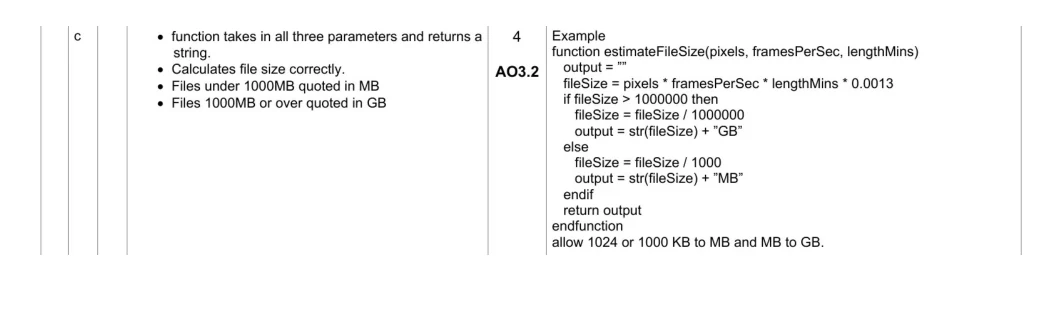 c
• function takes in all three parameters and returns a
string.
• Calculates file size correctly.
• Files under 1000MB quoted in MB
• Files 1000MB or over quoted in GB
4
AO3.2
Example
function estimateFileSize(pixels, framesPerSec, lengthMins)
output = ””
fileSize = pixels * framesPerSec * lengthMins * 0.0013
if fileSize > 1000000 then
fileSize = fileSize / 1000000
output = str(fileSize) + ”GB”
else
fileSize = fileSize / 1000
output = str(fileSize) + ”MB”
endif
return output
endfunction
allow 1024 or 1000 KB to MB and MB to GB.